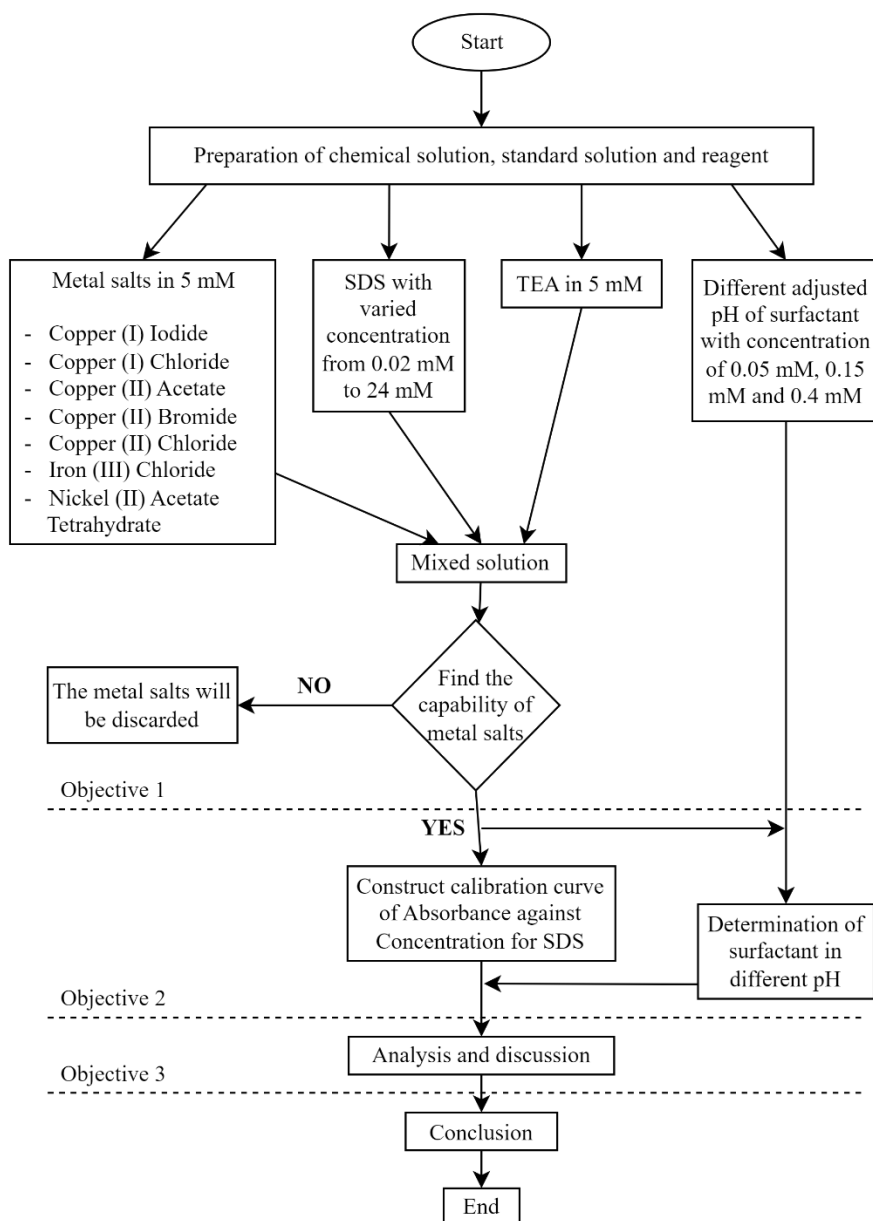 Start
Preparation of chemical solution, standard solution and reagent
Metal salts in 5 mM
- Copper (I) Iodide
- Copper (I) Chloride
- Copper (II) Acetate
- Copper (II) Bromide
- Copper (II) Chloride
- Iron (III) Chloride
- Nickel (II) Acetate
Tetrahydrate
SDS with
varied
concentration
from 0.02 mM
to 24 mM
TEA in 5 mM
Different adjusted
pH of surfactant
with concentration
of 0.05 mM, 0.15
mM and 0.4 mM
Mixed solution
Find the
capability of
metal salts
NO
The metal salts will
be discarded
Objective 1
YES
Construct calibration curve
of Absorbance against
Concentration for SDS
Determination of
surfactant in
different pH
Objective 2
Analysis and discussion
Objective 3
Conclusion
End